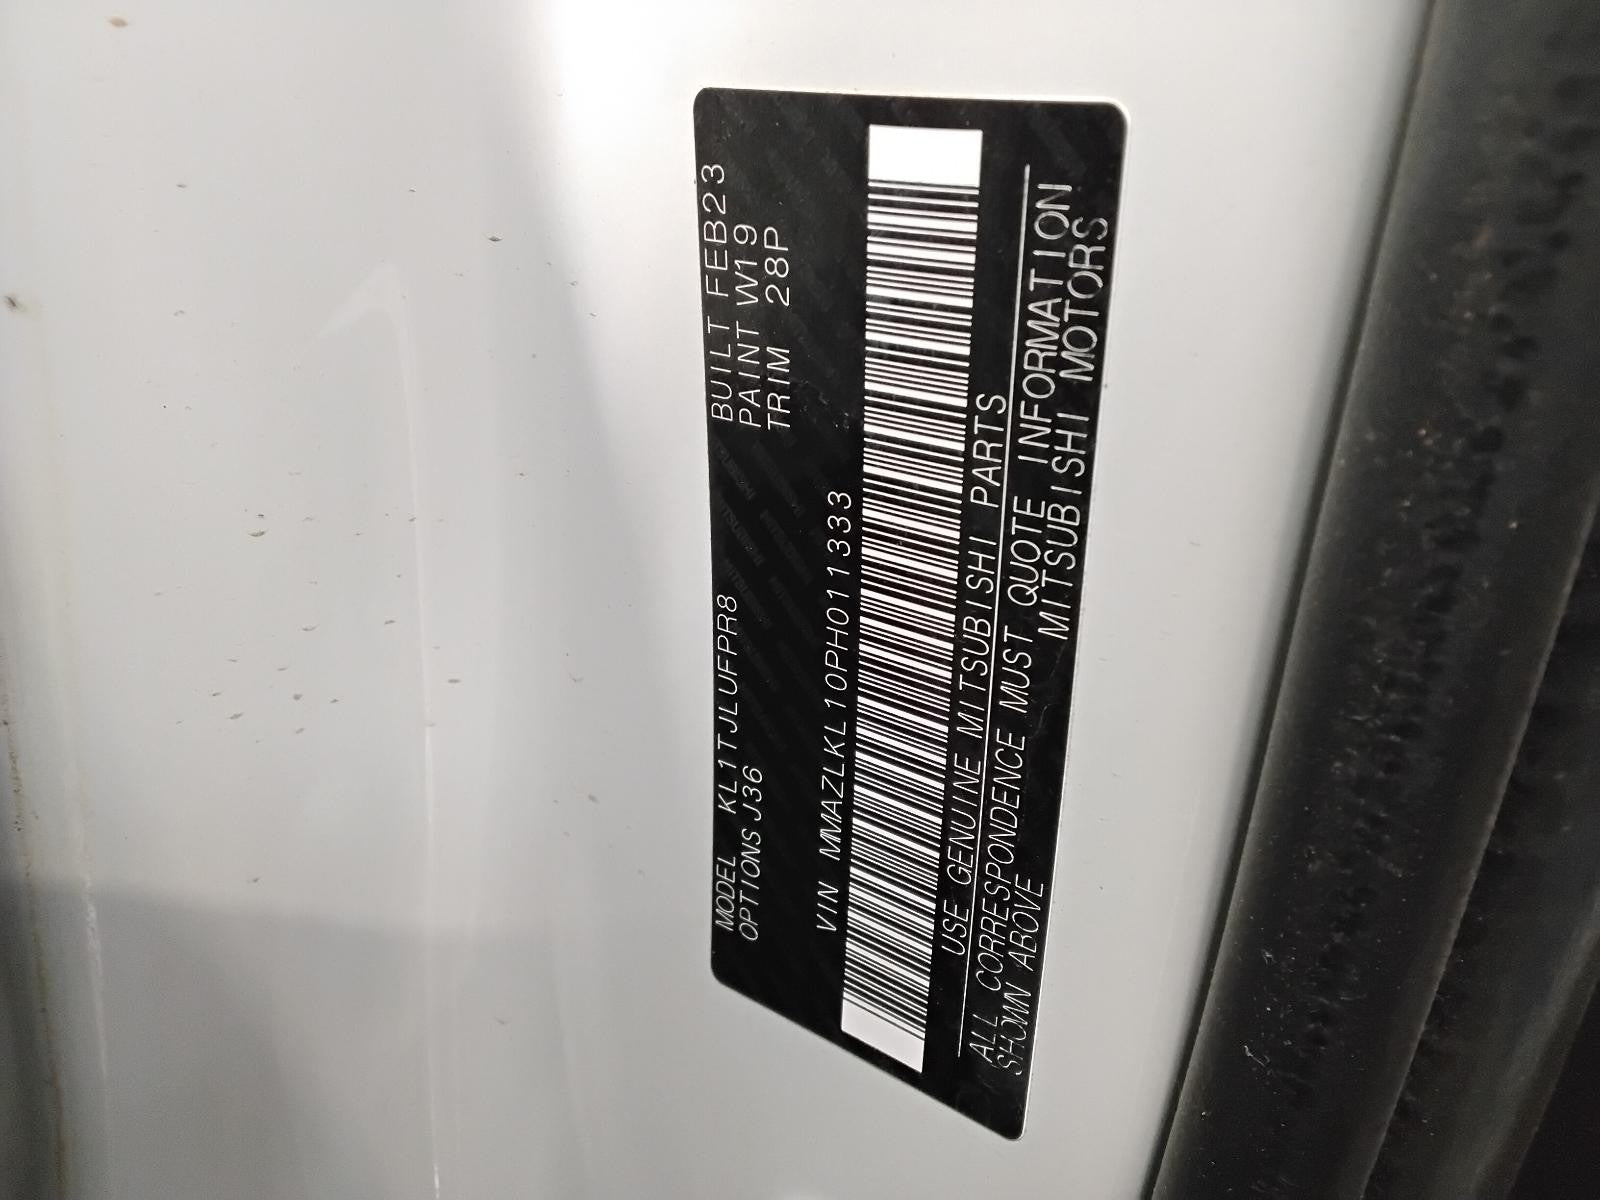 MODEL KL1TJLUFPR8 BUILT FEB23
OPTIONS J36 PAINT W19
TRIM 28P
VIN MMAZLKL10PH011333
USE GENUINE MITSUBISHI PARTS
ALL CORRESPONDENCE MUST QUOTE INFORMATION
SHOWN ABOVE MITSUBISHI MOTORS